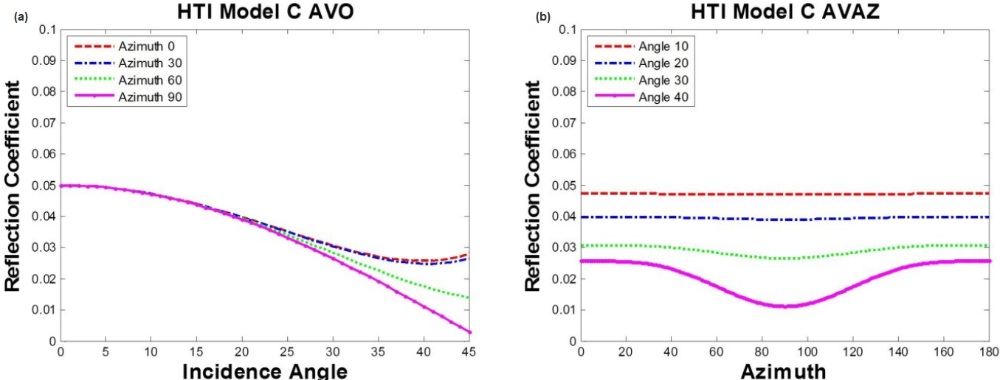 (a)
HTI Model C AVO
Reflection Coefficient
0.1
0.09
0.08
0.07
0.06
0.05
0.04
0.03
0.02
0.01
0
Azimuth 0
Azimuth 30
Azimuth 60
Azimuth 90
0 5 10 15 20 25 30 35 40 45
Incidence Angle
(b)
HTI Model C AVAZ
Reflection Coefficient
0.1
0.09
0.08
0.07
0.06
0.05
0.04
0.03
0.02
0.01
0
Angle 10
Angle 20
Angle 30
Angle 40
0 20 40 60 80 100 120 140 160 180
Azimuth